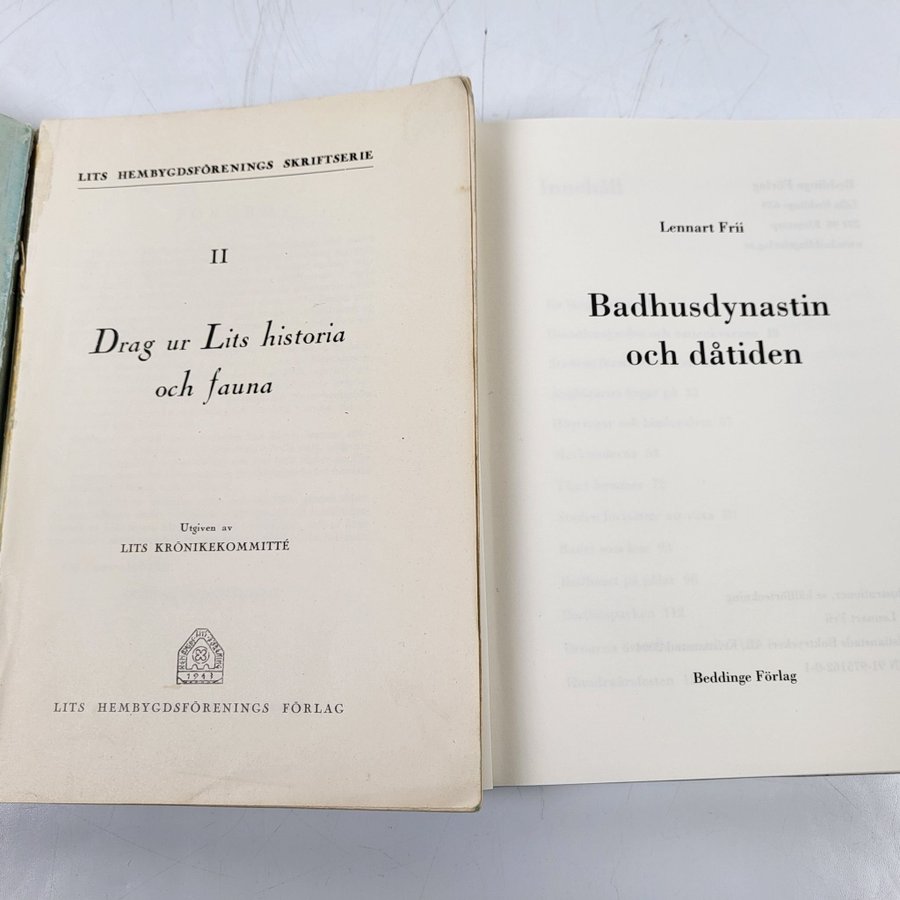 LITS HEMBYGDSFÖRENINGS SKRIFTSERIE
II
Drag ur Lits historia
och fauna
Utgiven av
LITS KRÖNIKEKOMMITTÉ
1943
LITS HEMBYGDSFÖRENINGS FÖRLAG
Lennart Frii
Badhusdynastin
och dåtiden
Beddinge Förlag